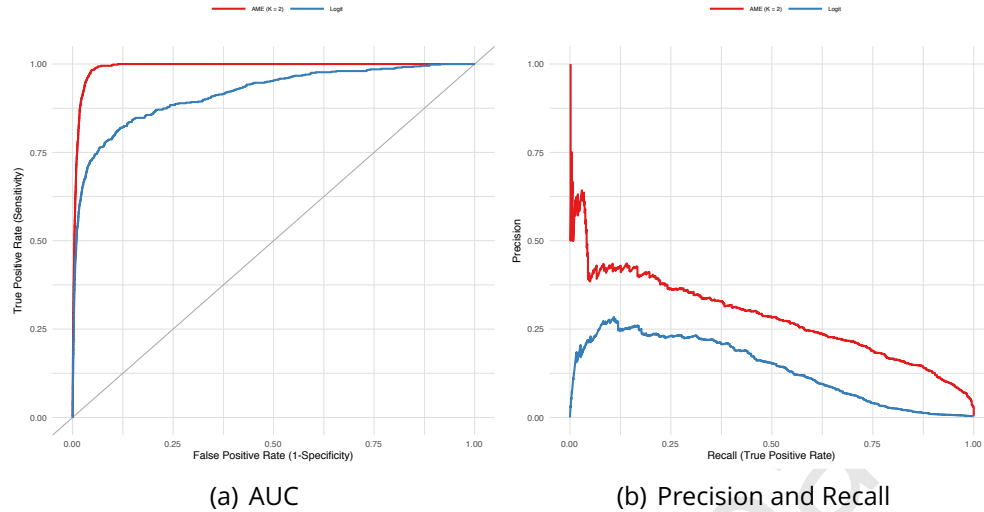 AME (K = 2) Logit
AME (K = 2) Logit
1.00
0.75
0.50
0.25
0.00
True Positive Rate (Sensitivity)
0.00 0.25 0.50 0.75 1.00
False Positive Rate (1-Specificity)
(a) AUC
1.00
0.75
0.50
0.25
0.00
Precision
0.00 0.25 0.50 0.75 1.00
Recall (True Positive Rate)
(b) Precision and Recall